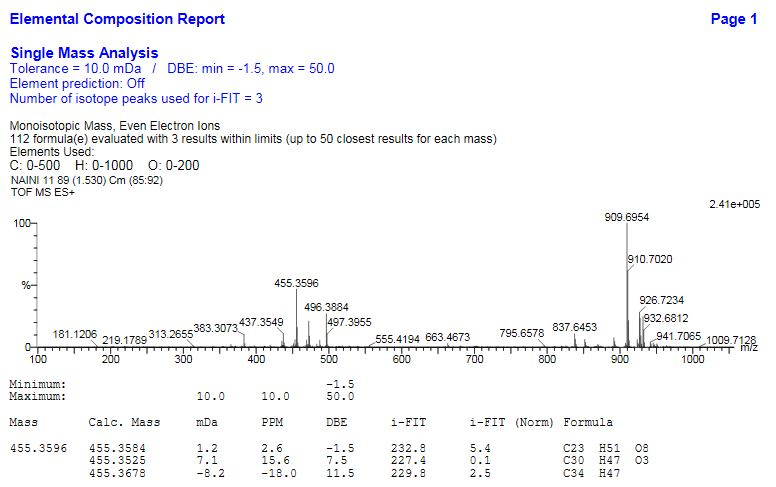 Elemental Composition Report Page 1
Single Mass Analysis
Tolerance = 10.0 mDa / DBE: min = -1.5, max = 50.0
Element prediction: Off
Number of isotope peaks used for i-FIT = 3
Monoisotopic Mass, Even Electron Ions
112 formula(e) evaluated with 3 results within limits (up to 50 closest results for each mass)
Elements Used:
C: 0-500 H: 0-1000 O: 0-200
NAINI 11 89 (1.530) Cm (85:92)
TOF MS ES+
2.41e+005
100
%
0
909.6954
910.7020
455.3596
496.3884
926.7234
932.6812
181.1206
219.1789
313.2655
383.3073
437.3549
497.3955
555.4194
663.4673
795.6578
837.6453
941.7065
1009.7128
m/z
100 200 300 400 500 600 700 800 900 1000
Minimum: -1.5
Maximum: 10.0 10.0 50.0
Mass Calc. Mass mDa PPM DBE i-FIT i-FIT (Norm) Formula
455.3596 455.3584 1.2 2.6 -1.5 232.8 5.4 C23 H51 O8
455.3525 7.1 15.6 7.5 227.4 0.1 C30 H47 O3
455.3678 -8.2 -18.0 11.5 229.8 2.5 C34 H47